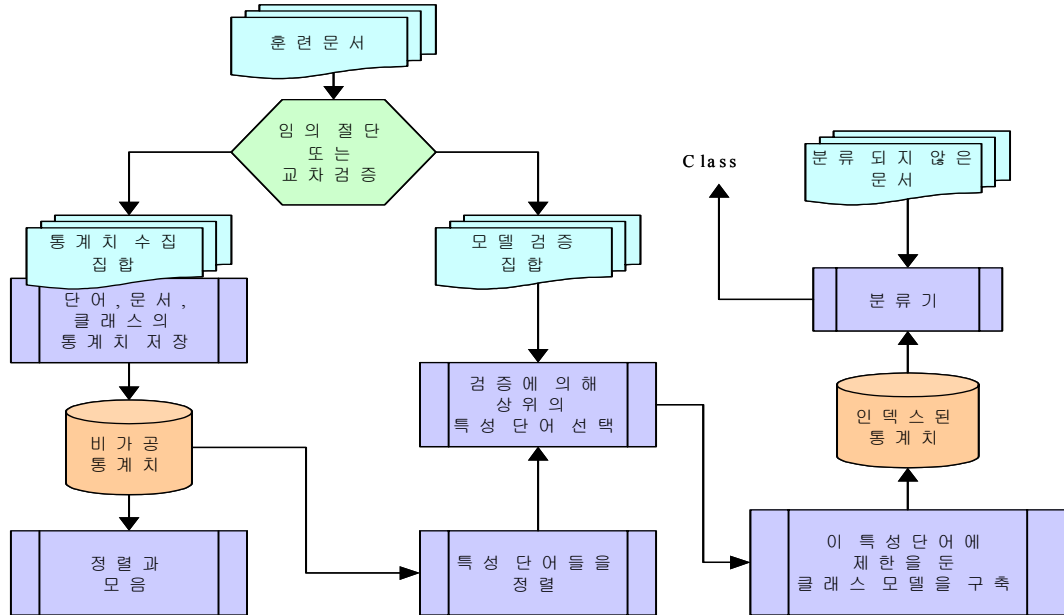 훈련문서
임의 절단
또는
교차검증
Class
분류 되지 않은
문서
통계치 수집
집합
모델 검증
집합
단어, 문서,
클래스의
통계치 저장
분류기
검증에 의해
상위의
특성 단어 선택
인덱스된
통계치
비가공
통계치
정렬과
모음
특성 단어들을
정렬
이 특성단어에
제한을 둔
클래스 모델을 구축